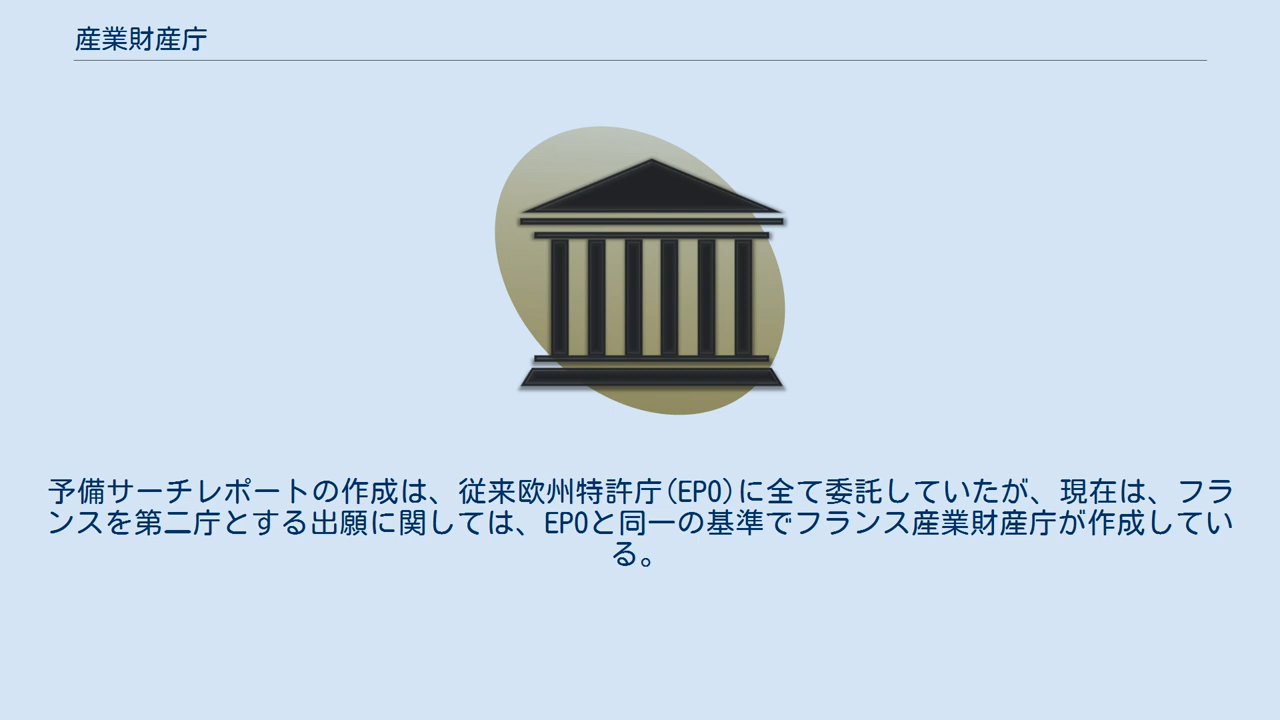 産業財産庁
予備サーチレポートの作成は、従来欧州特許庁(EPO)に全て委託していたが、現在は、フラ
ンスを第二庁とする出願に関しては、EPOと同一の基準でフランス産業財産庁が作成してい
る。